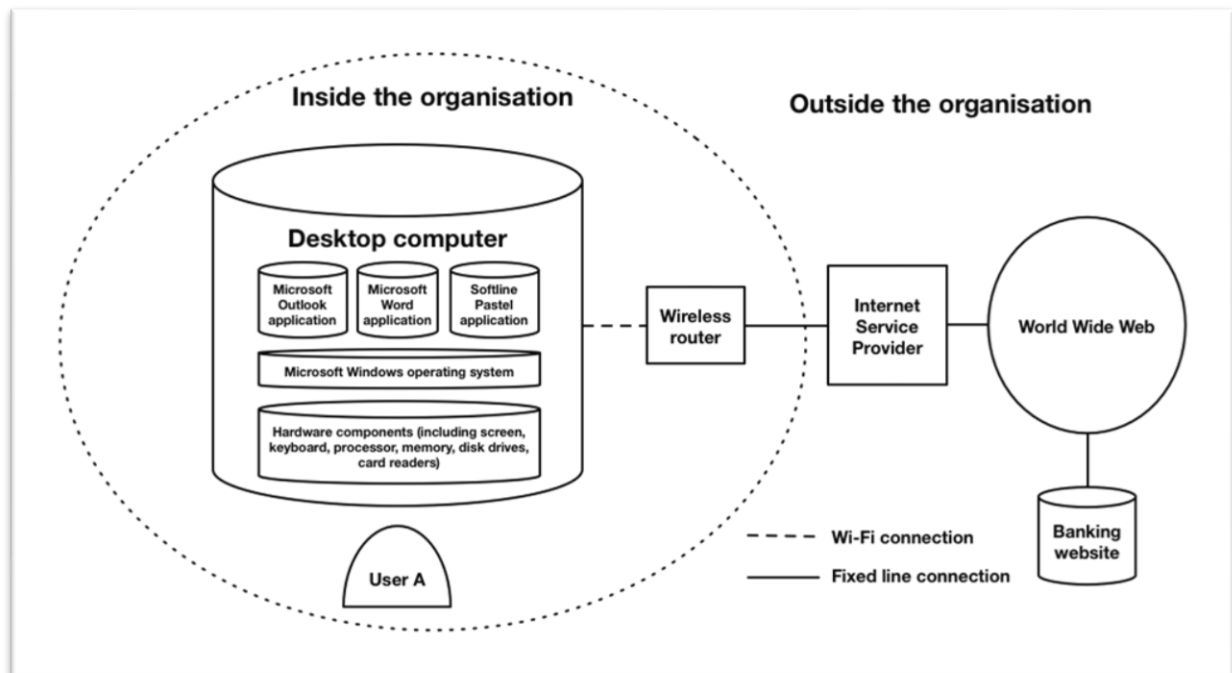 Inside the organisation
Outside the organisation
Desktop computer
Microsoft
Outlook
application
Microsoft
Word
application
Softline
Pastel
application
Microsoft Windows operating system
Hardware components (including screen,
keyboard, processor, memory, disk drives,
card readers)
User A
Wireless
router
Internet
Service
Provider
World Wide Web
Banking
website
Wi-Fi connection
Fixed line connection